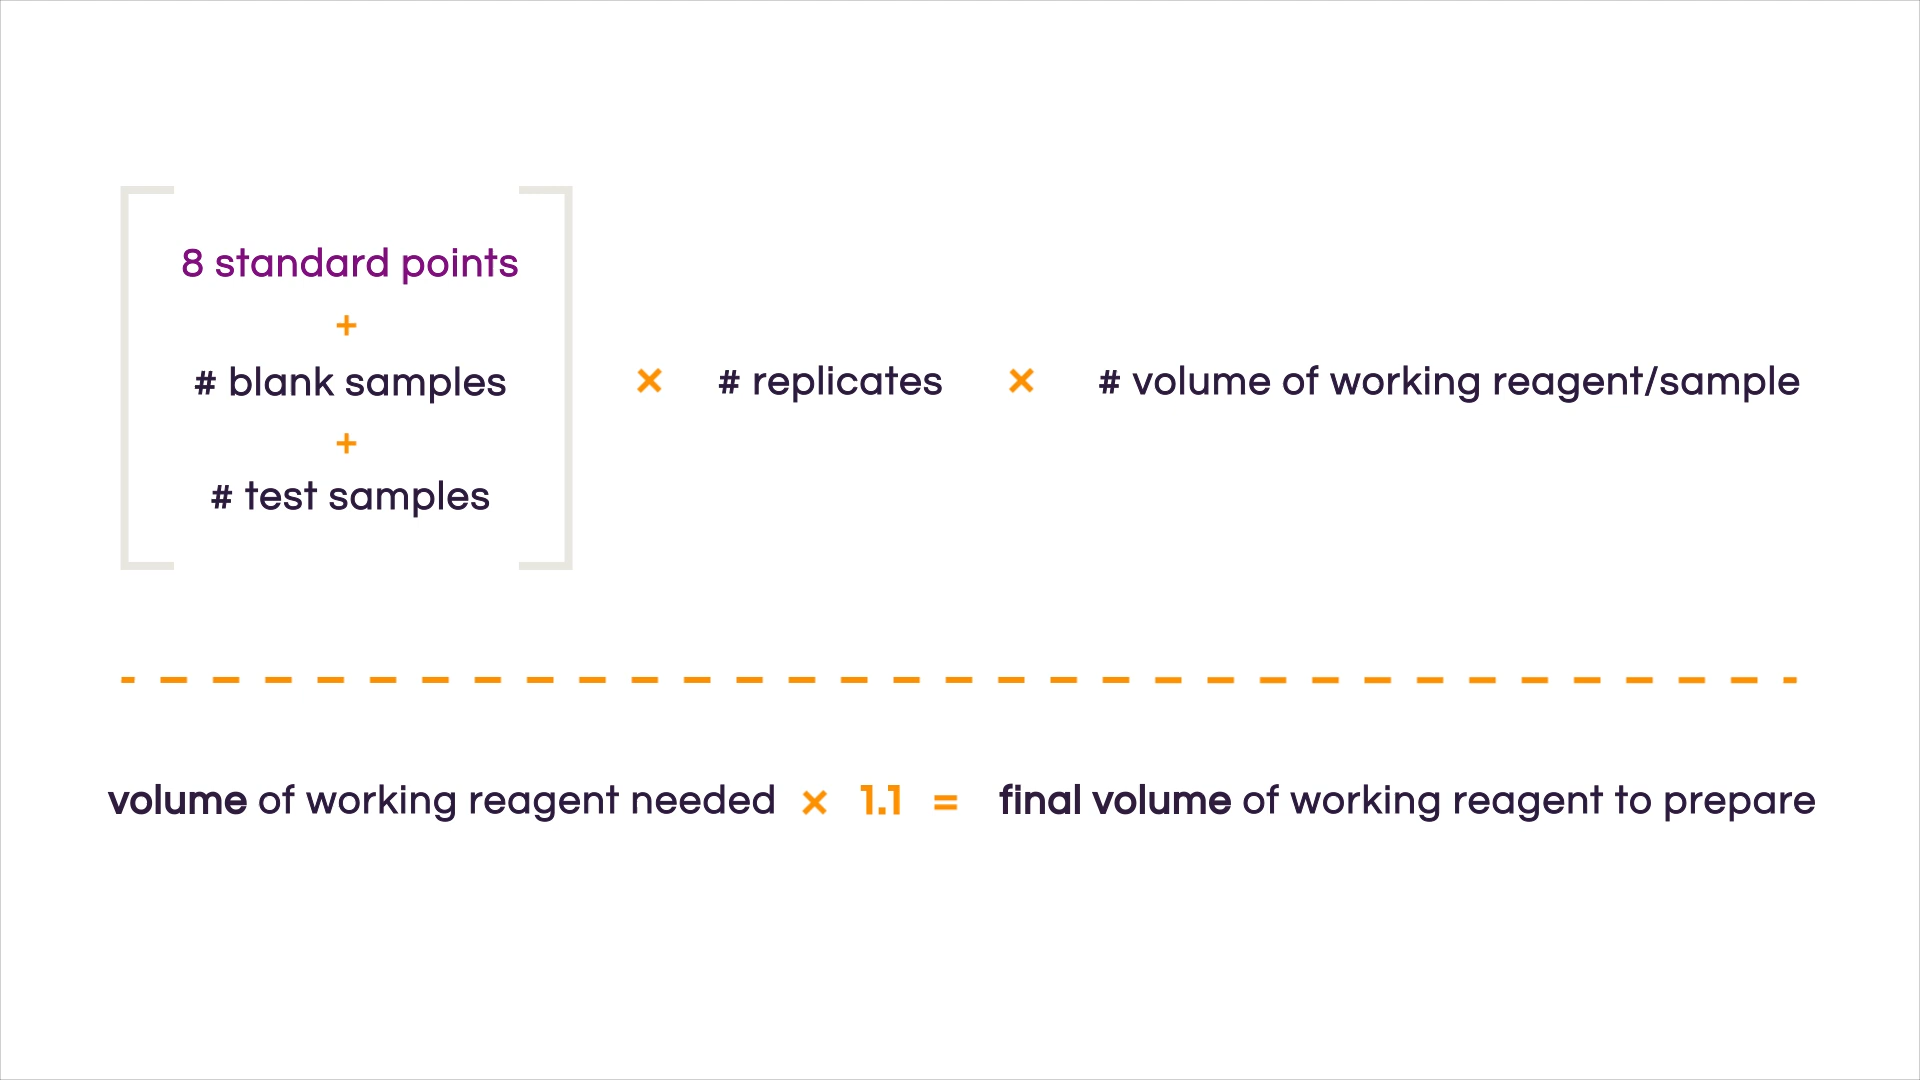 8 standard points
+
# blank samples
+
# test samples
× # replicates × # volume of working reagent/sample
volume of working reagent needed × 1.1 = final volume of working reagent to prepare